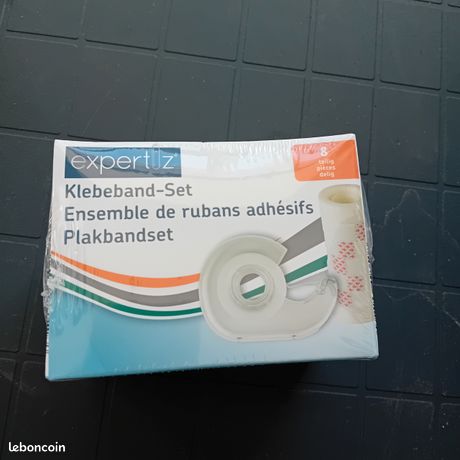 expertiz
8
teilig
pièces
delig
Klebeband-Set
Ensemble de rubans adhésifs
Plakbandset
leboncoin